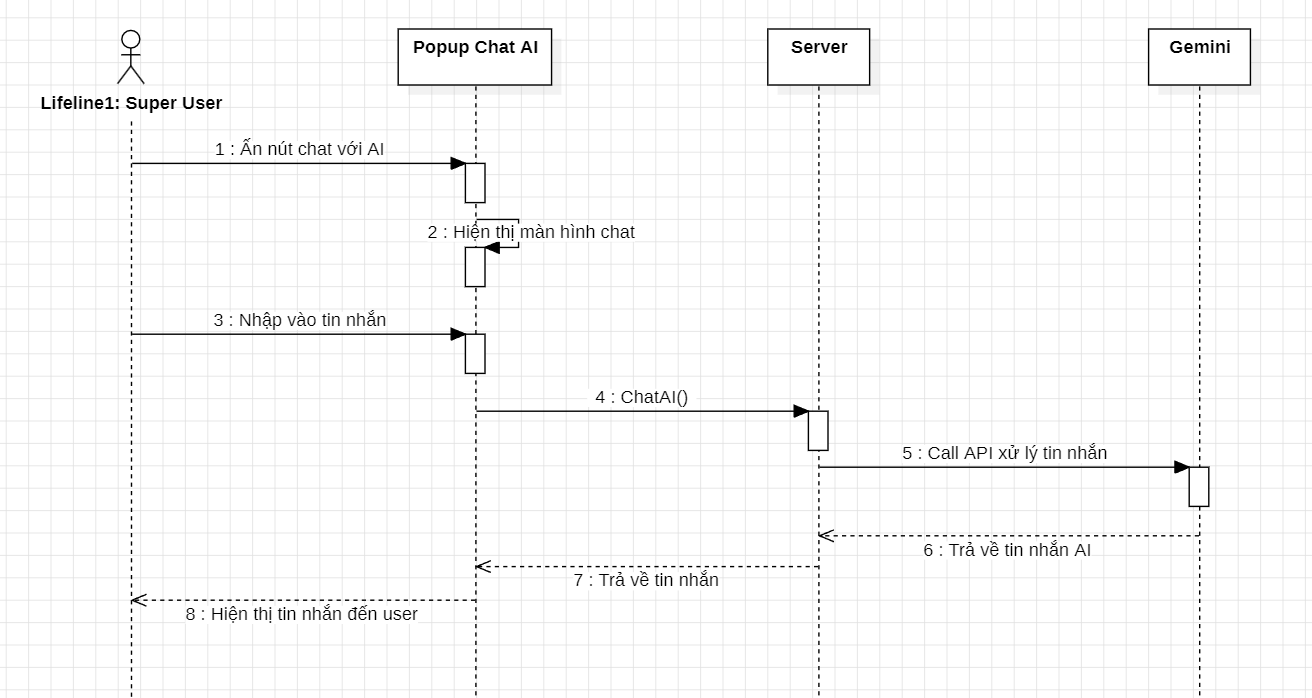 Popup Chat AI
Server
Gemini
Lifeline1: Super User
1 : Ấn nút chat với AI
2 : Hiện thị màn hình chat
3 : Nhập vào tin nhắn
4 : ChatAI()
5 : Call API xử lý tin nhắn
6 : Trả về tin nhắn AI
7 : Trả về tin nhắn
8 : Hiện thị tin nhắn đến user